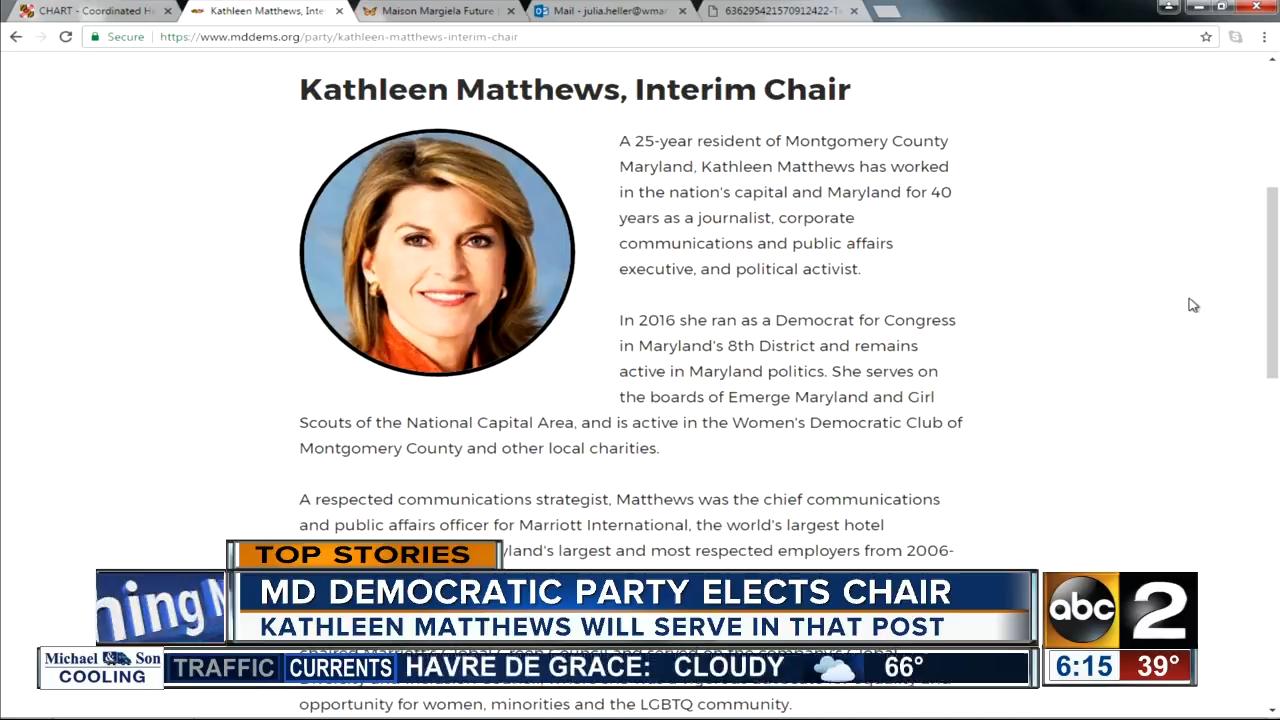 CHART - Coordinated H
Kathleen Matthews, Inte
Maison Margiela Future
Mail - julia.heller@wmar
636295421570912422-T
Secure
https://www.mddems.org/party/kathleen-matthews-interim-chair
Kathleen Matthews, Interim Chair
A 25-year resident of Montgomery County
Maryland, Kathleen Matthews has worked
in the nation's capital and Maryland for 40
years as a journalist, corporate
communications and public affairs
executive, and political activist.
In 2016 she ran as a Democrat for Congress
in Maryland's 8th District and remains
active in Maryland politics. She serves on
the boards of Emerge Maryland and Girl
Scouts of the National Capital Area, and is active in the Women's Democratic Club of
Montgomery County and other local charities.
A respected communications strategist, Matthews was the chief communications
and public affairs officer for Marriott International, the world's largest hotel
yland's largest and most respected employers from 2006-
TOP STORIES
MD DEMOCRATIC PARTY ELECTS CHAIR
KATHLEEN MATTHEWS WILL SERVE IN THAT POST
ning
abc 2
Michael & Son
COOLING
TRAFFIC
CURRENTS
HAVRE DE GRACE: CLOUDY 66°
6:15 39°
opportunity for women, minorities and the LGBTQ community.